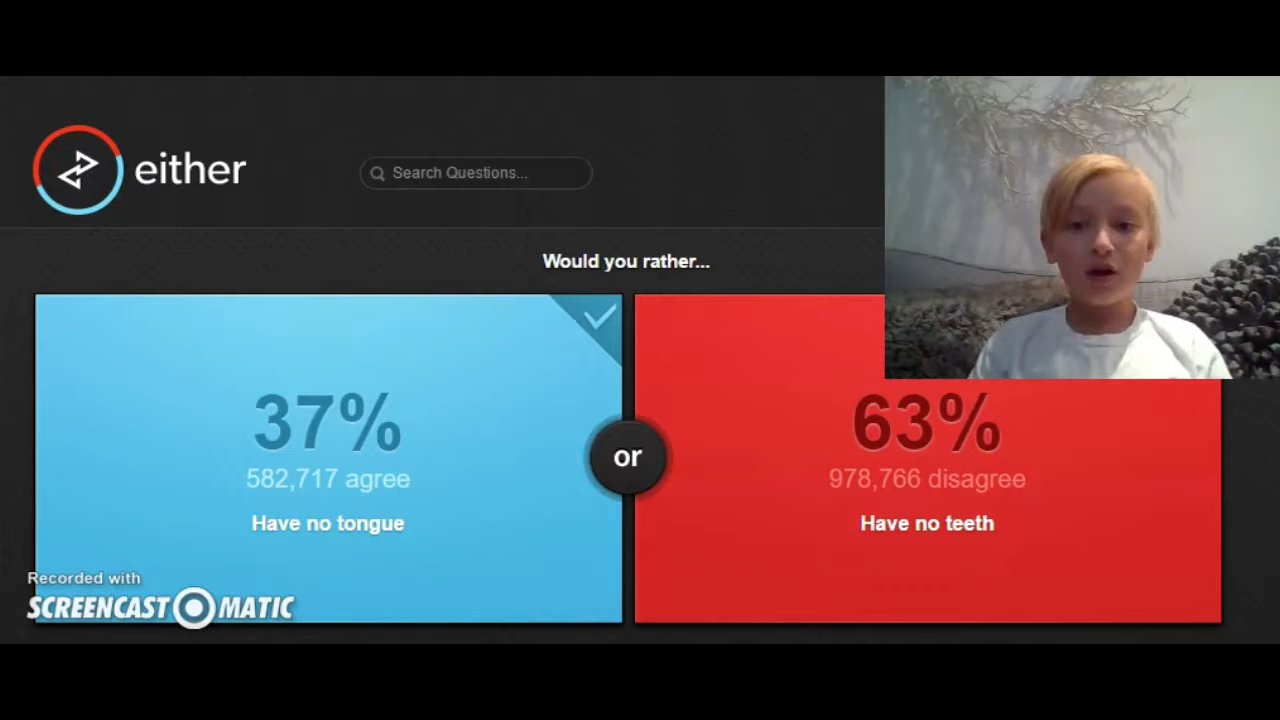 either
Search Questions...
Would you rather...
37%
582,717 agree
Have no tongue
or
63%
978,766 disagree
Have no teeth
Recorded with
SCREENCAST-O-MATIC